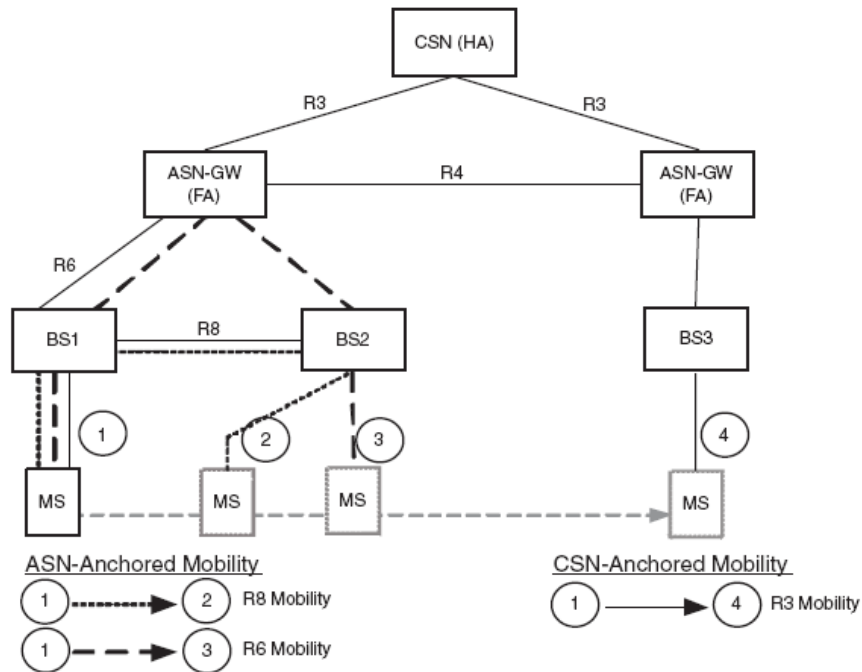 CSN (HA)
R3
R3
ASN-GW
(FA)
R4
ASN-GW
(FA)
R6
BS1
R8
BS2
BS3
1
2
3
4
MS
MS
MS
MS
ASN-Anchored Mobility
1
2
R8 Mobility
1
3
R6 Mobility
CSN-Anchored Mobility
1
4
R3 Mobility